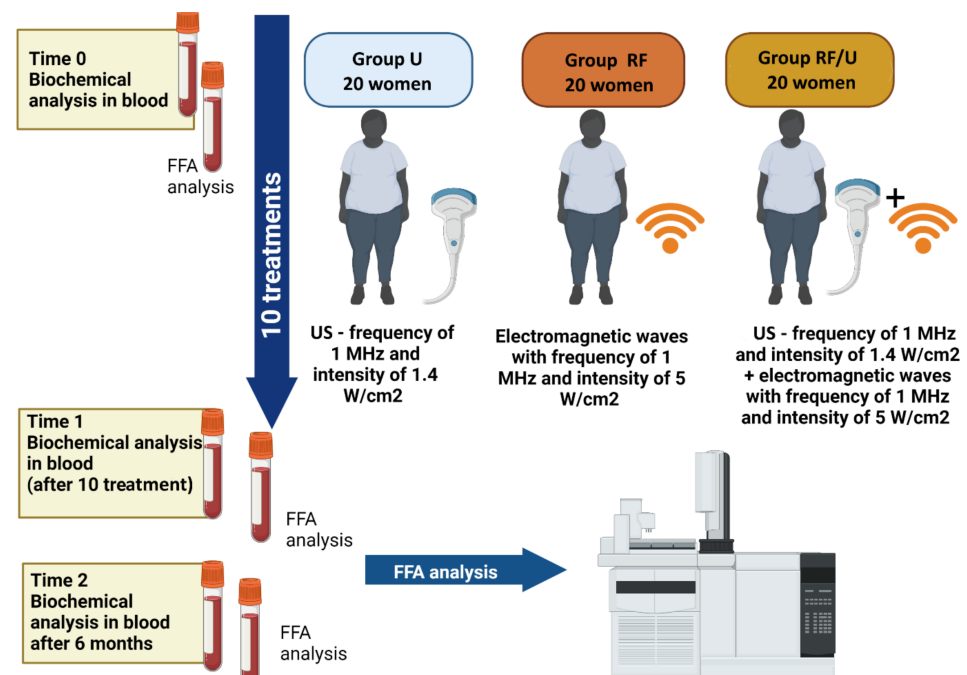 Time 0
Biochemical
analysis in blood
FFA
analysis
10 treatments
Group U
20 women
Group RF
20 women
Group RF/U
20 women
+
US - frequency of
1 MHz and
intensity of 1.4
W/cm2
Electromagnetic waves
with frequency of 1
MHz and intensity of 5
W/cm2
US - frequency of 1 MHz
and intensity of 1.4 W/cm2
+ electromagnetic waves
with frequency of 1 MHz
and intensity of 5 W/cm2
Time 1
Biochemical analysis
in blood
(after 10 treatment)
FFA
analysis
FFA analysis
Time 2
Biochemical
analysis in blood
after 6 months
FFA
analysis